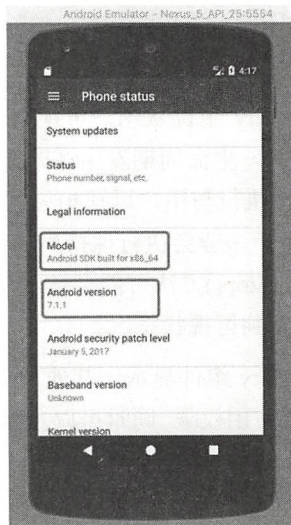 Android Emulator - Nexus_5_API_25:5554
4:17
Phone status
System updates
Status
Phone number, signal, etc.
Legal information
Model
Android SDK built for x86_64
Android version
7.1.1
Android security patch level
January 5, 2017
Baseband version
Unknown
Kernel version